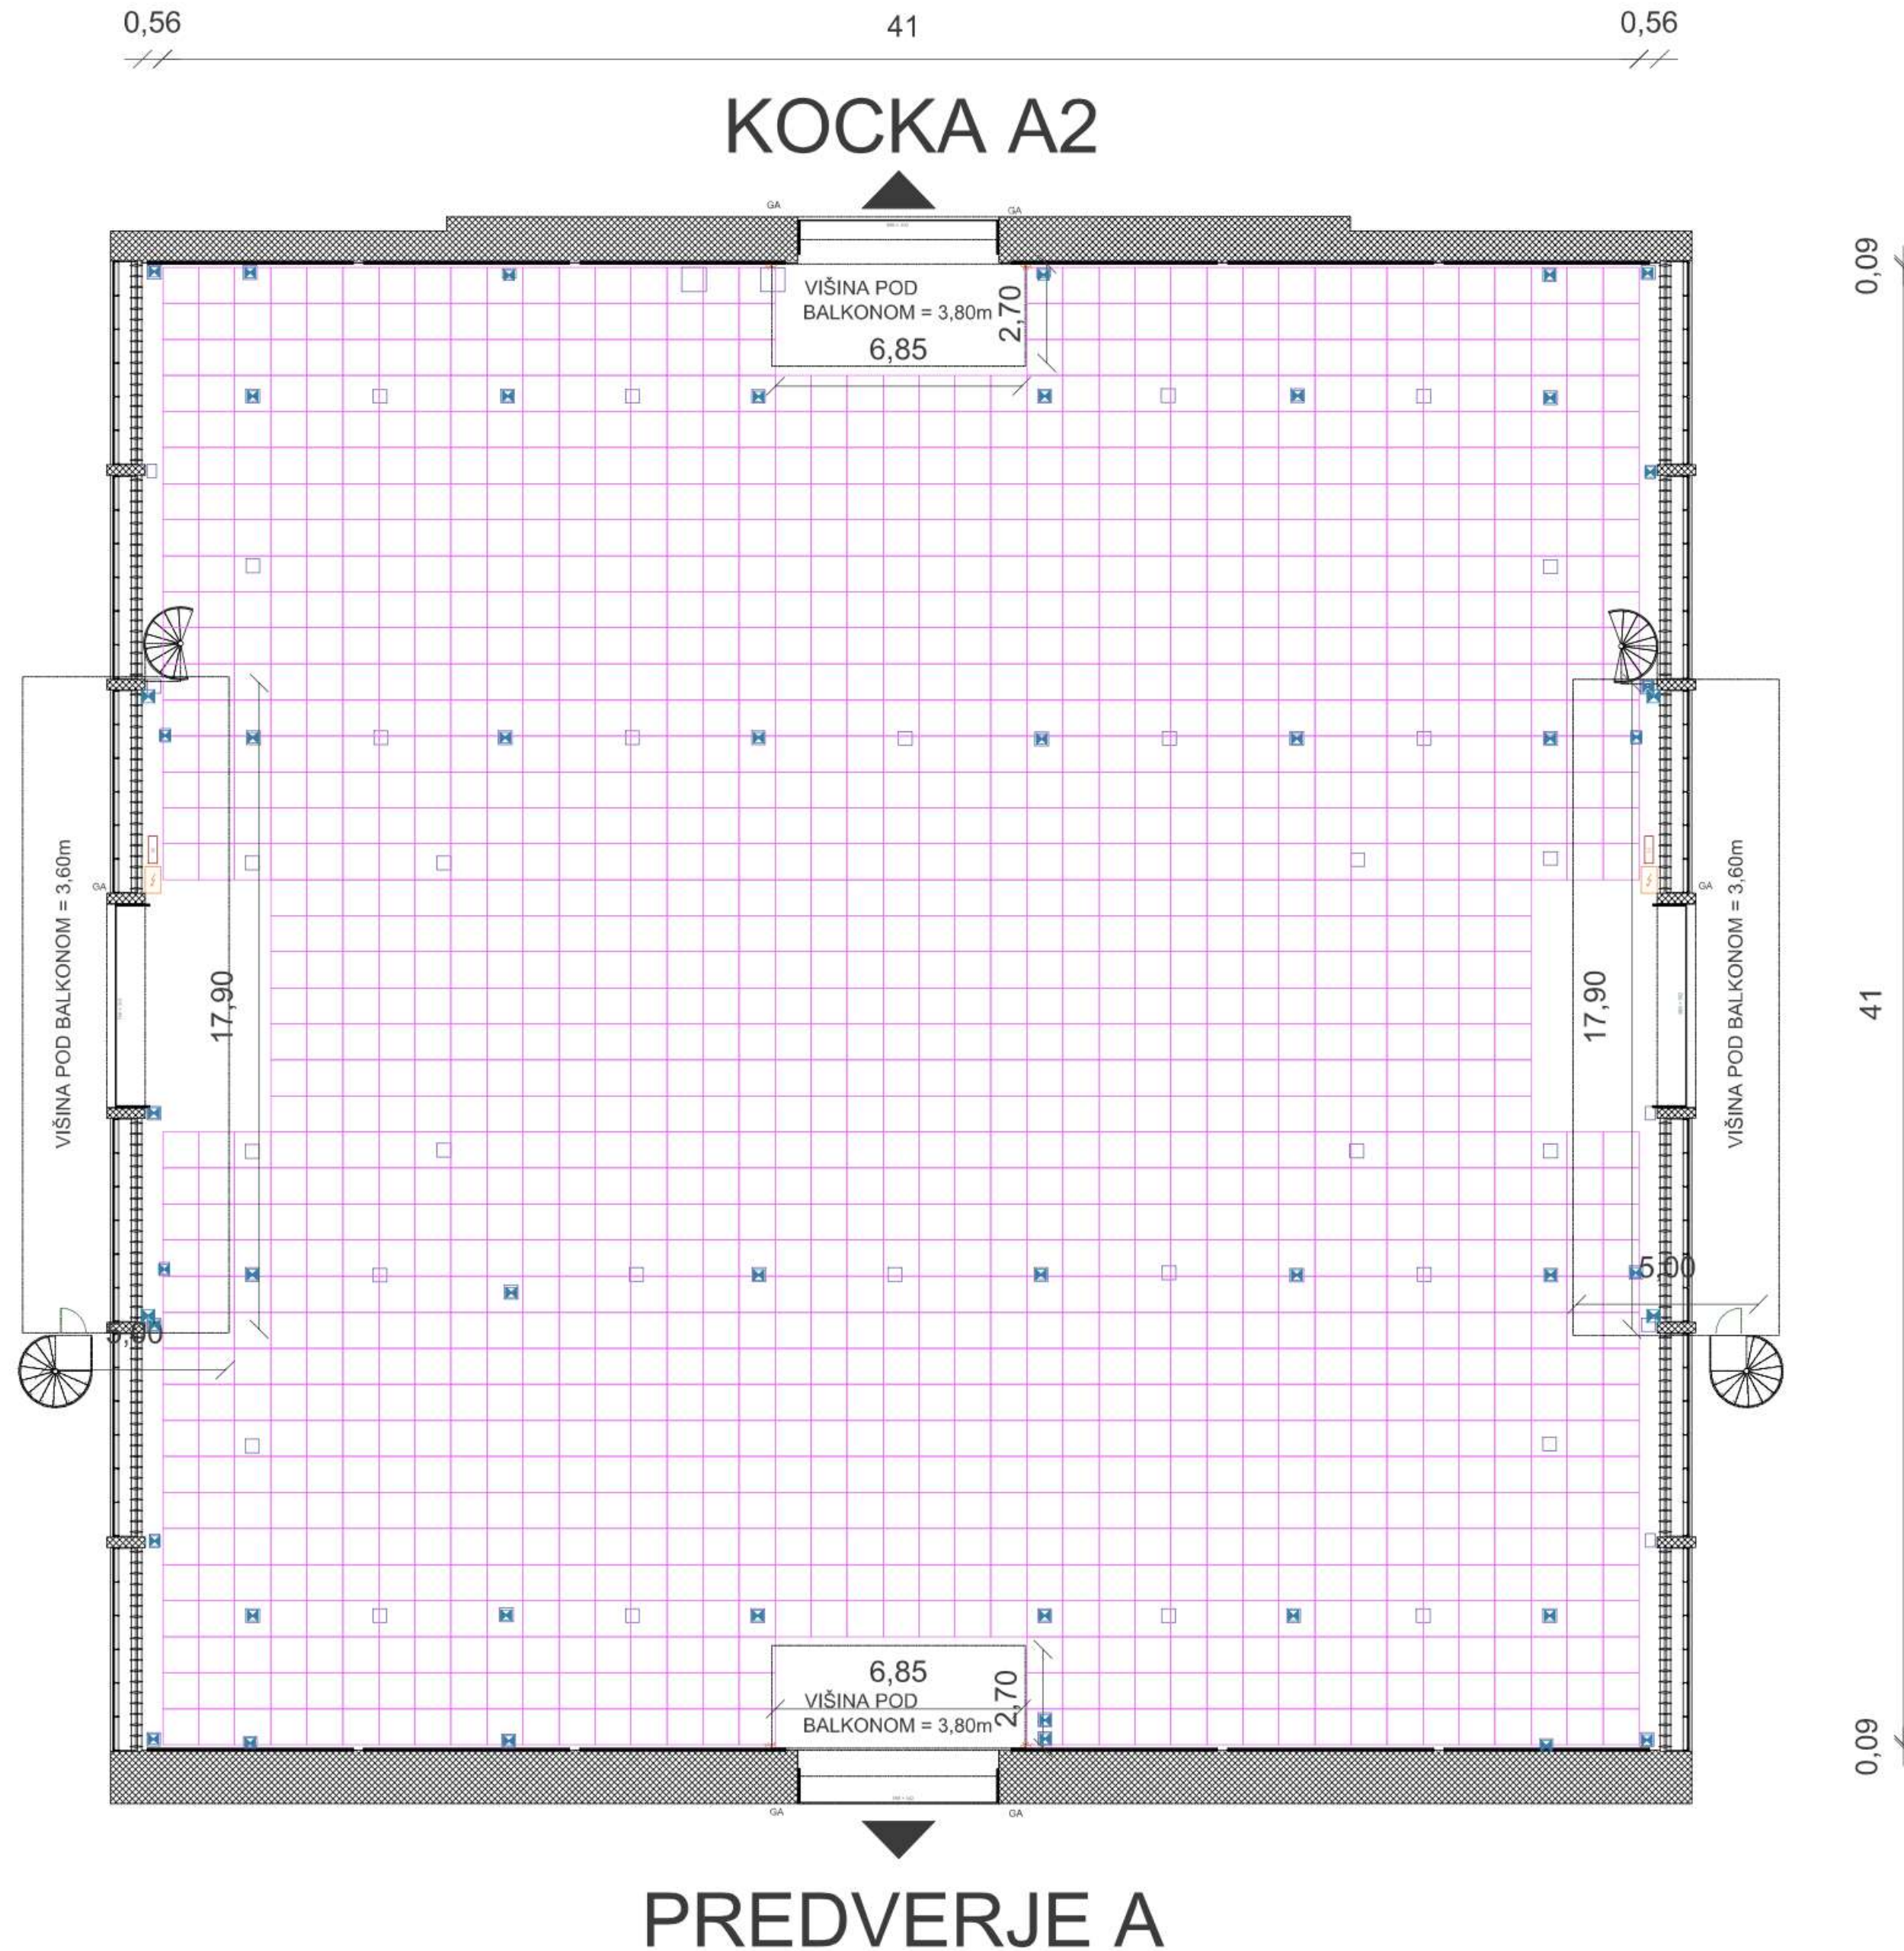 0,56
41
0,56
KOCKA A2
GA
GA
0,09
VIŠINA POD
BALKONOM = 3,80m
2,70
6,85
VIŠINA POD BALKONOM = 3,60m
GA
17,90
17,90
GA
VIŠINA POD BALKONOM = 3,60m
41
5,00
6,85
VIŠINA POD
BALKONOM = 3,80m
2,70
0,09
GA
GA
PREDVERJE A